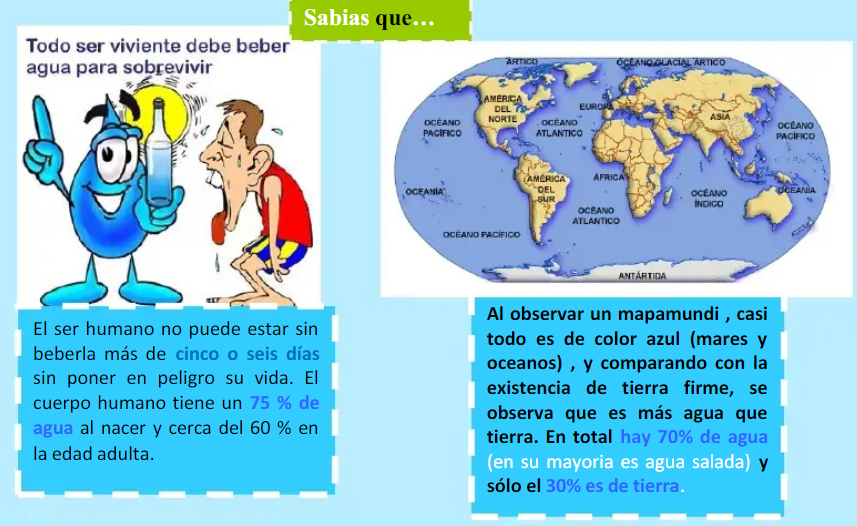 Sabias que...
Todo ser viviente debe beber
agua para sobrevivir
El ser humano no puede estar sin
beberla más de cinco o seis días
sin poner en peligro su vida. El
cuerpo humano tiene un 75 % de
agua al nacer y cerca del 60 % en
la edad adulta.
ÁRTICO
OCÉANO GLACIAL ÁRTICO
AMÉRICA
DEL
NORTE
EUROPA
ASIA
OCÉANO
PACÍFICO
OCÉANO
ATLANTICO
OCÉANO
PACÍFICO
OCEANÍA
AMÉRICA
DEL
SUR
ÁFRICA
OCÉANO
ÍNDICO
OCEANÍA
OCÉANO
ATLANTICO
OCÉANO PACÍFICO
ANTÁRTIDA
Al observar un mapamundi , casi
todo es de color azul (mares y
oceanos) , y comparando con la
existencia de tierra firme, se
observa que es más agua que
tierra. En total hay 70% de agua
(en su mayoria es agua salada) y
sólo el 30% es de tierra.